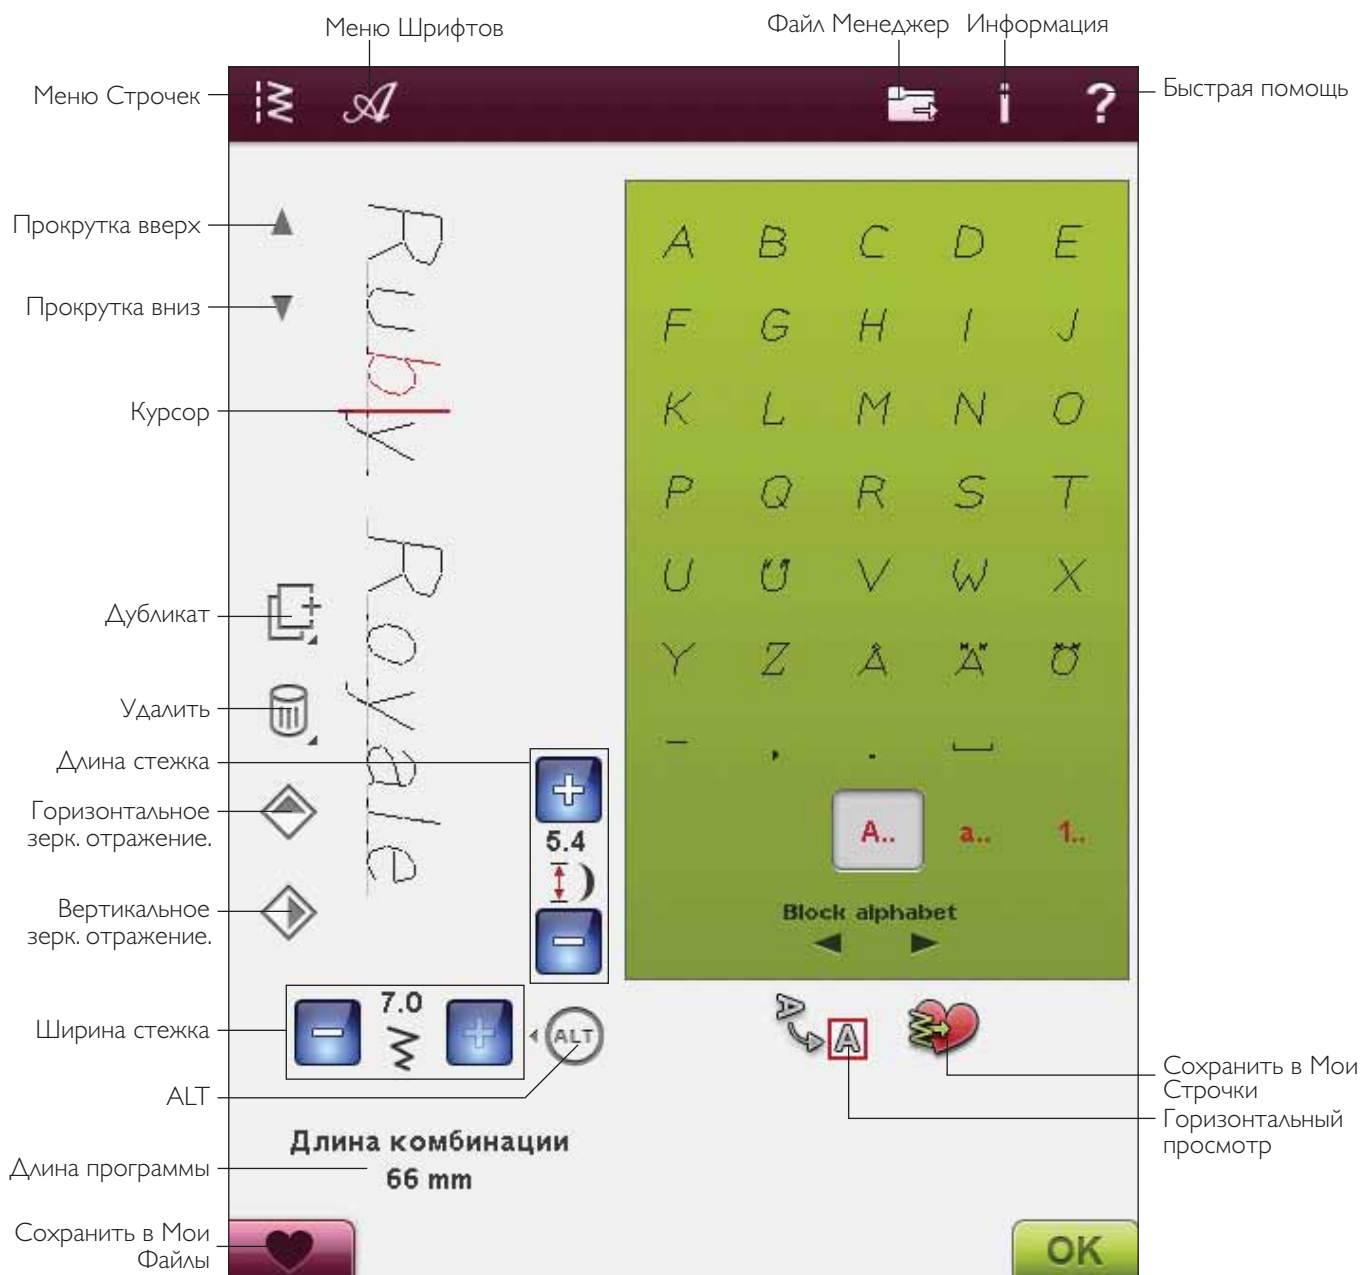 Меню Шрифтов
Файл Менеджер
Информация
Меню Строчек
Быстрая помощь
A
i
?
Прокрутка вверх
Прокрутка вниз
Курсор
Ruby Royale
A B C D E
F G H I J
K L M N O
P Q R S T
U Ü V W X
Y Z Å Ä Ö
- , . ⎵
A.. a.. 1..
Block alphabet
Дубликат
Удалить
Длина стежка
5.4
Горизонтальное
зерк. отражение.
Вертикальное
зерк. отражение.
Ширина стежка
7.0
ALT
ALT
A A
Сохранить в Мои
Строчки
Горизонтальный
просмотр
Длина комбинации
66 mm
Длина программы
Сохранить в Мои
Файлы
OK